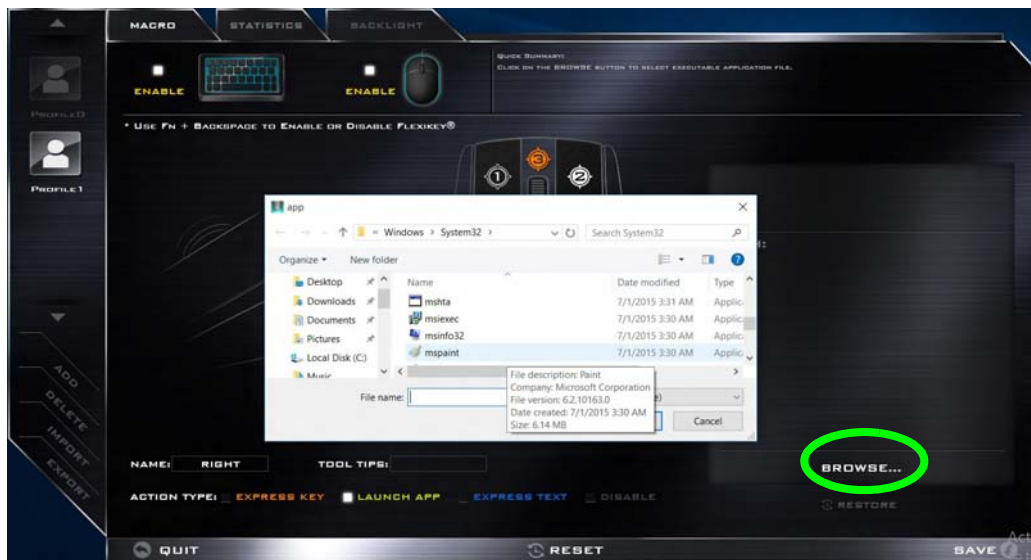 MACRO STATISTICS BACKLIGHT
QUICK SUMMARY:
CLICK ON THE BROWSE BUTTON TO SELECT EXECUTABLE APPLICATION FILE.
ENABLE ENABLE
PROFILE0
PROFILE1
* USE FN + BACKSPACE TO ENABLE OR DISABLE FLEXIKEY®
1 3 2
app
« Windows > System32 > Search System32
Organize New folder
Name Date modified Type
Desktop
Downloads
Documents
Pictures
Local Disk (C:)
Music
mshta 7/1/2015 3:31 AM Applic
msiexec 7/1/2015 3:30 AM Applic
msinfo32 7/1/2015 3:30 AM Applic
mspaint 7/1/2015 3:30 AM Applic
File description: Paint
Company: Microsoft Corporation
File version: 6.2.10163.0
Date created: 7/1/2015 3:30 AM
Size: 6.14 MB
File name:
Cancel
ADD
DELETE
IMPORT
EXPORT
NAME: RIGHT TOOL TIPS:
BROWSE...
ACTION TYPE: EXPRESS KEY LAUNCH APP EXPRESS TEXT DISABLE
RESTORE
QUIT RESET SAVE